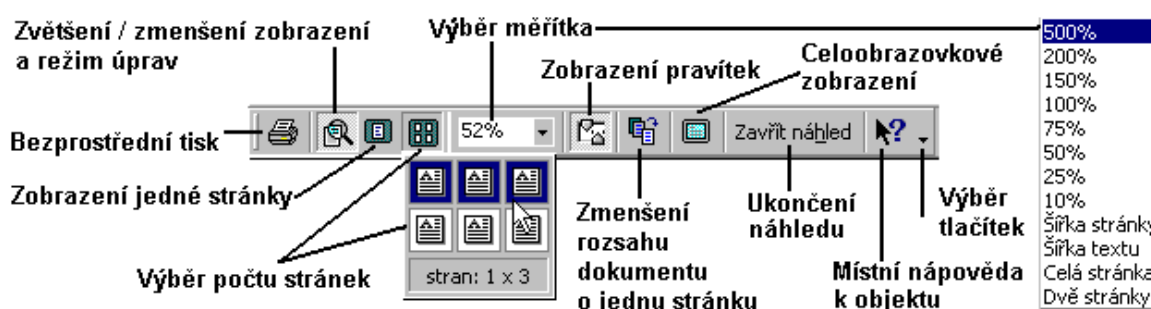 Zvětšení / zmenšení zobrazení
a režim úprav
Výběr měřítka
Zobrazení pravítek
Celoobrazovkové
zobrazení
Bezprostřední tisk
52%
Zavřít náhled
Zobrazení jedné stránky
Výběr počtu stránek
stran: 1 x 3
Zmenšení
rozsahu
dokumentu
o jednu stránku
Ukončení
náhledu
Místní nápověda
k objektu
Výběr
tlačítek
500%
200%
150%
100%
75%
50%
25%
10%
Šířka stránky
Šířka textu
Celá stránka
Dvě stránky